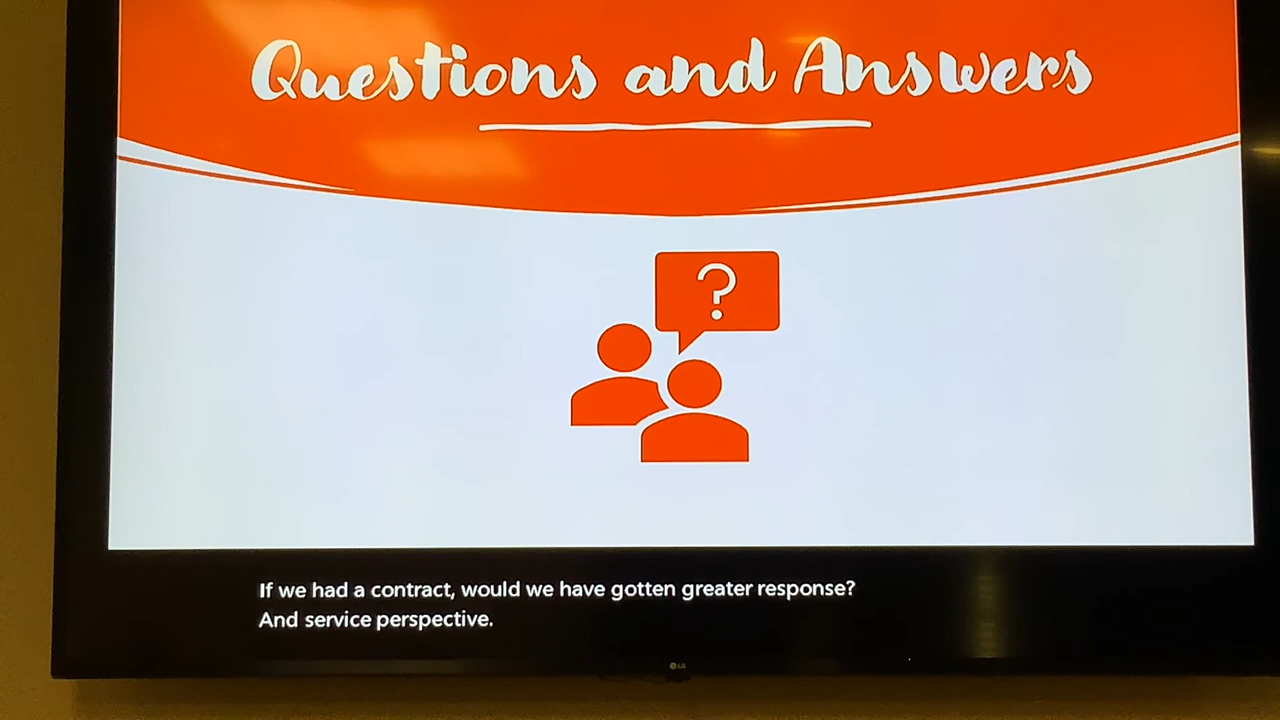 Questions and Answers
?
If we had a contract, would we have gotten greater response?
And service perspective.
LG